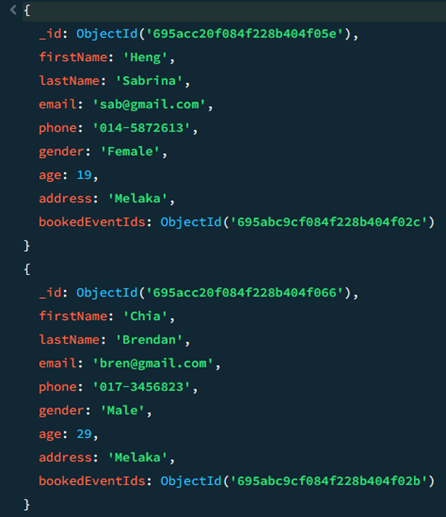 {
_id: ObjectId('695acc20f084f228b404f05e'),
firstName: 'Heng',
lastName: 'Sabrina',
email: 'sab@gmail.com',
phone: '014-5872613',
gender: 'Female',
age: 19,
address: 'Melaka',
bookedEventIds: ObjectId('695abc9cf084f228b404f02c')
}
{
_id: ObjectId('695acc20f084f228b404f066'),
firstName: 'Chia',
lastName: 'Brendan',
email: 'bren@gmail.com',
phone: '017-3456823',
gender: 'Male',
age: 29,
address: 'Melaka',
bookedEventIds: ObjectId('695abc9cf084f228b404f02b')
}